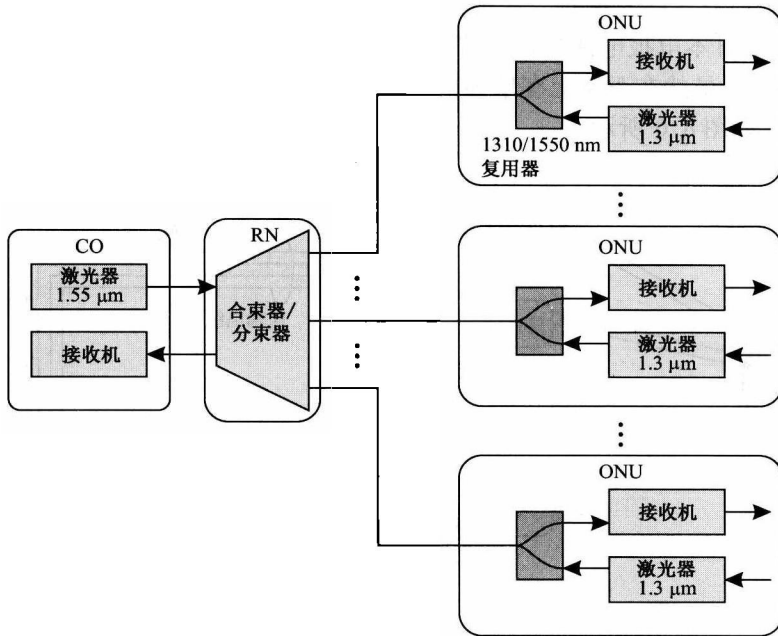 CO
激光器
1.55 μm
接收机
RN
合束器/
分束器
ONU
接收机
激光器
1.3 μm
1310/1550 nm
复用器
ONU
接收机
激光器
1.3 μm
ONU
接收机
激光器
1.3 μm